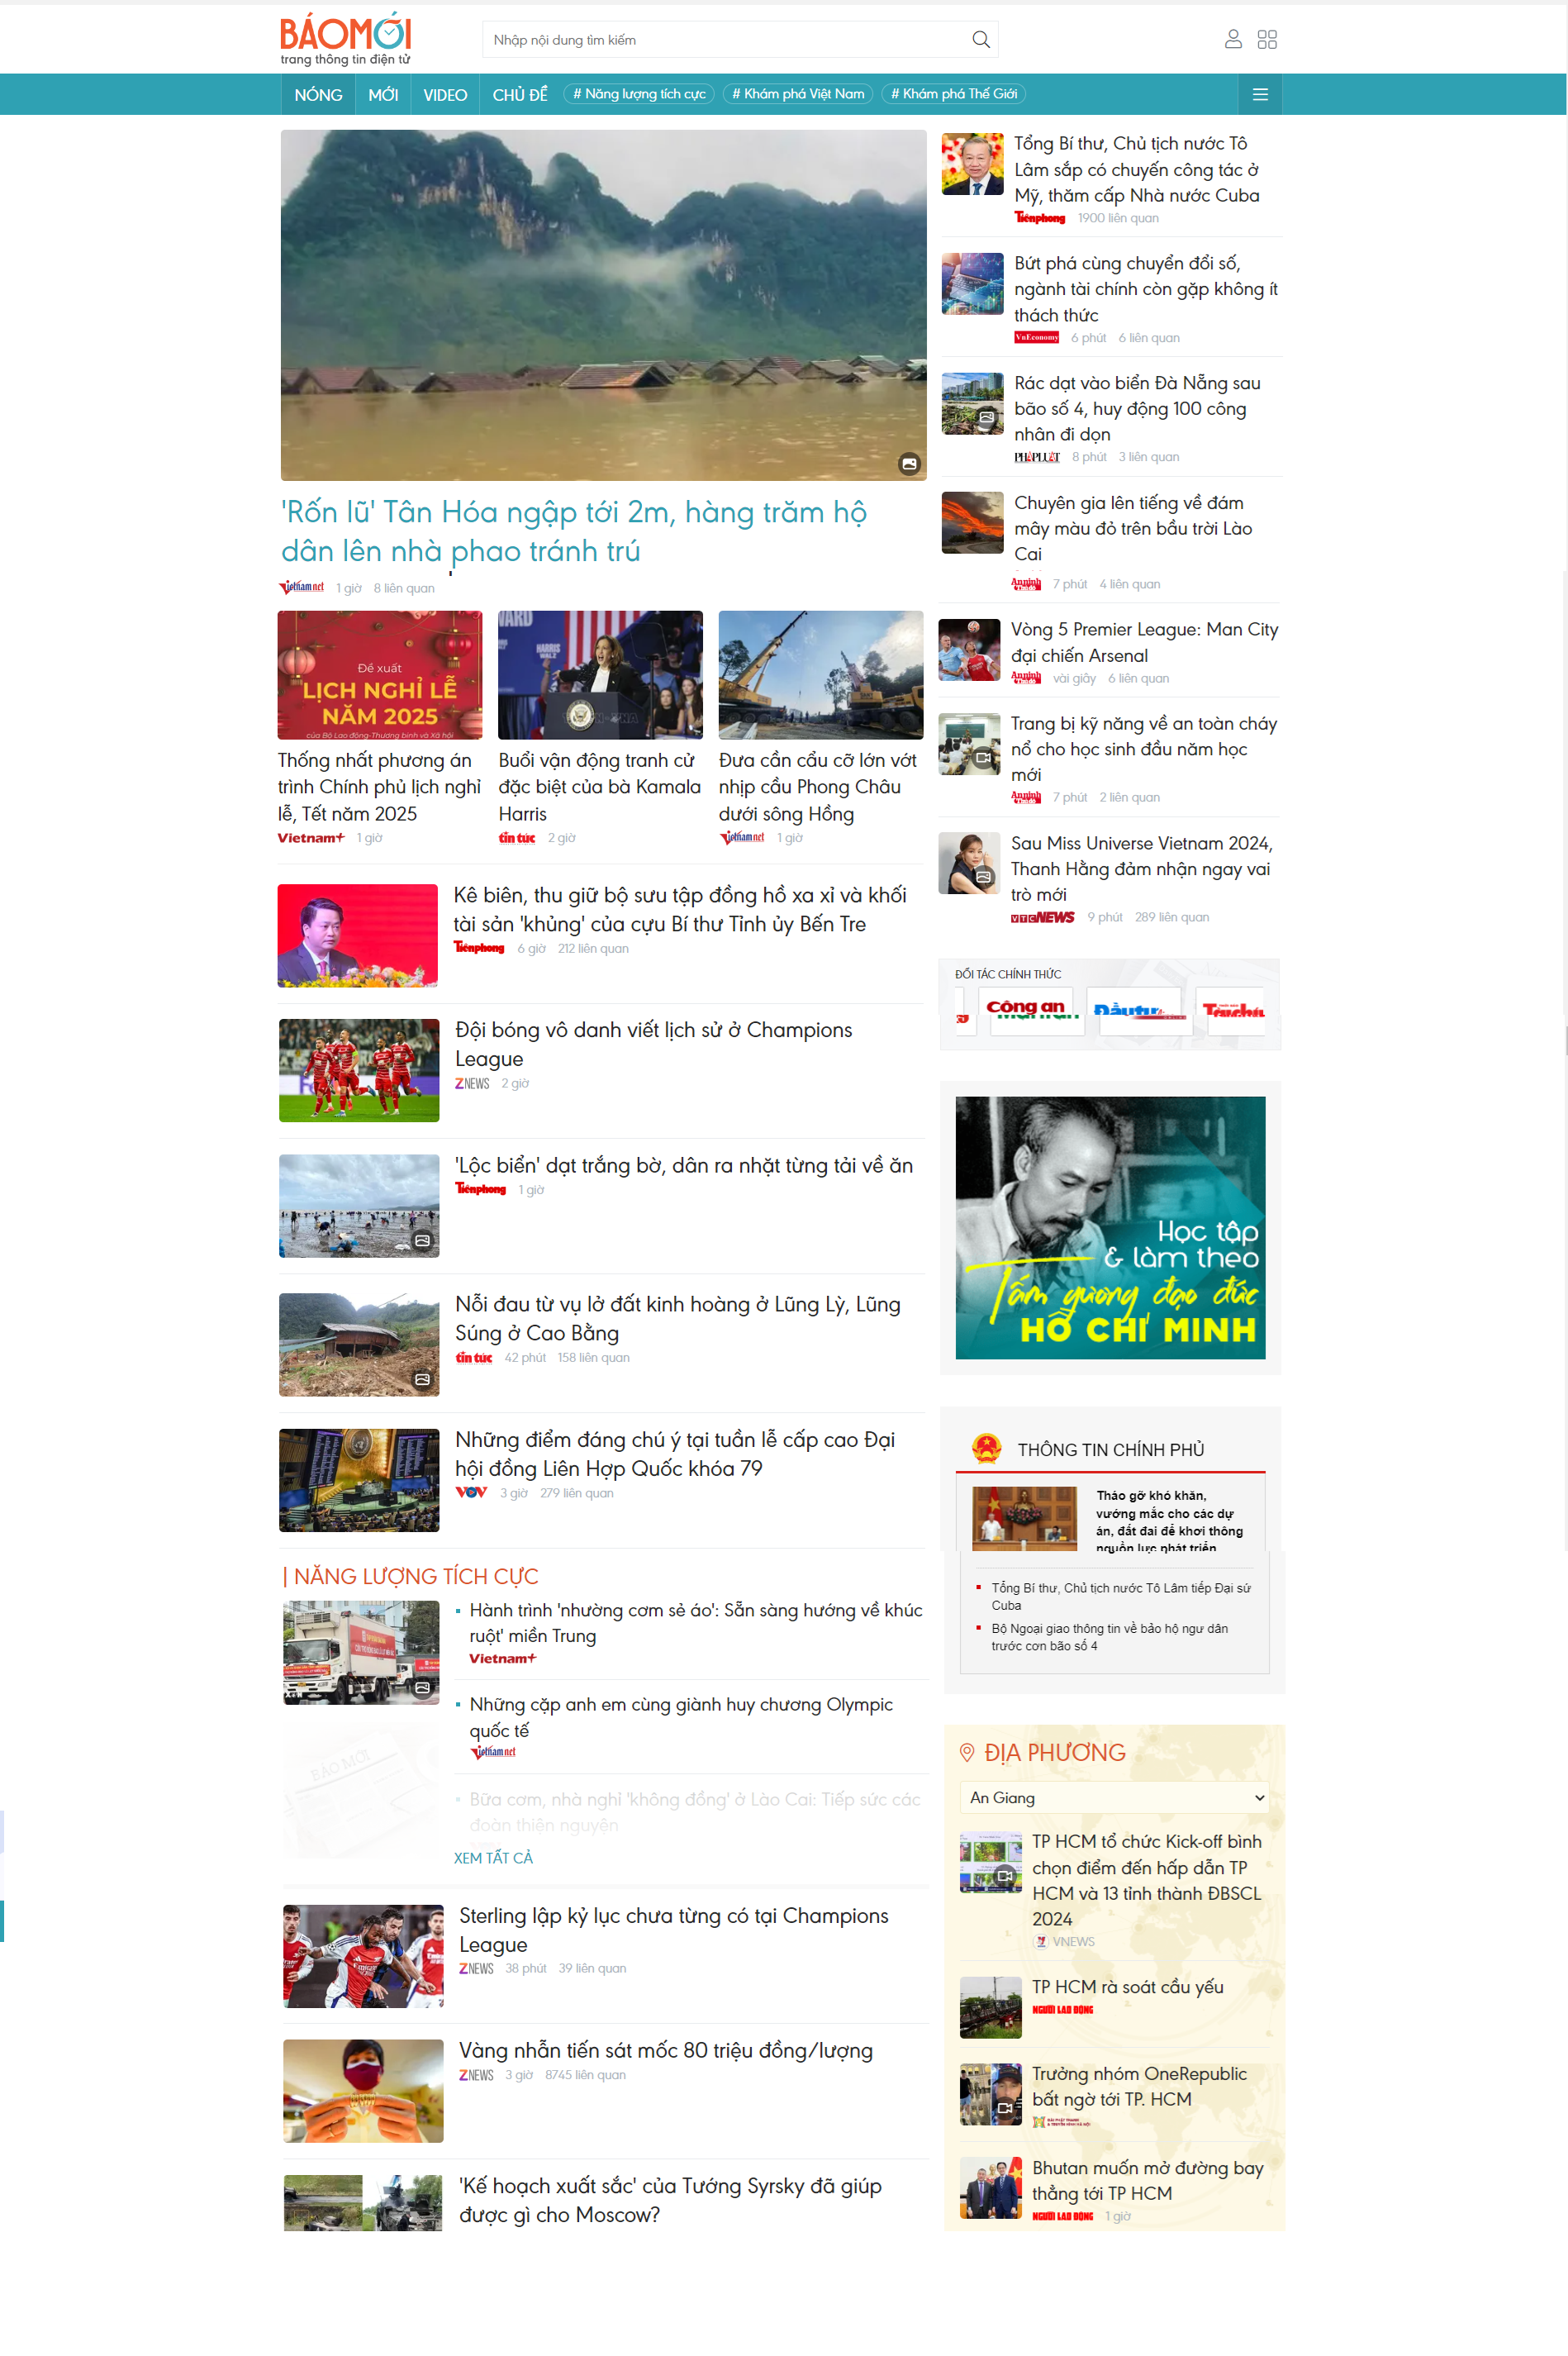 BÁOMỚI
trang thông tin điện tử
Nhập nội dung tìm kiếm
NÓNG
MỚI
VIDEO
CHỦ ĐỀ
# Năng lượng tích cực
# Khám phá Việt Nam
# Khám phá Thế Giới
'Rốn lũ' Tân Hóa ngập tới 2m, hàng trăm hộ
dân lên nhà phao tránh trú
Vietnamnet 1 giờ 8 liên quan
Đề xuất
LỊCH NGHỈ LỄ
NĂM 2025
của Bộ Lao động-Thương binh và Xã hội
Thống nhất phương án
trình Chính phủ lịch nghỉ
lễ, Tết năm 2025
Vietnam+ 1 giờ
HARRIS
WALZ
Buổi vận động tranh cử
đặc biệt của bà Kamala
Harris
tin tức 2 giờ
Đưa cần cẩu cỡ lớn vớt
nhịp cầu Phong Châu
dưới sông Hồng
Vietnamnet 1 giờ
Kê biên, thu giữ bộ sưu tập đồng hồ xa xỉ và khối
tài sản 'khủng' của cựu Bí thư Tỉnh ủy Bến Tre
Tiênphong 6 giờ 212 liên quan
Đội bóng vô danh viết lịch sử ở Champions
League
ZNEWS 2 giờ
'Lộc biển' dạt trắng bờ, dân ra nhặt từng tải về ăn
Tiênphong 1 giờ
Nỗi đau từ vụ lở đất kinh hoàng ở Lũng Lỳ, Lũng
Súng ở Cao Bằng
tin tức 42 phút 158 liên quan
Những điểm đáng chú ý tại tuần lễ cấp cao Đại
hội đồng Liên Hợp Quốc khóa 79
VOV 3 giờ 279 liên quan
| NĂNG LƯỢNG TÍCH CỰC
Hành trình 'nhường cơm sẻ áo': Sẵn sàng hướng về khúc
ruột' miền Trung
Vietnam+
Những cặp anh em cùng giành huy chương Olympic
quốc tế
Vietnamnet
BÁO MỚI
Bữa cơm, nhà nghỉ 'không đồng' ở Lào Cai: Tiếp sức các
đoàn thiện nguyện
XEM TẤT CẢ
Sterling lập kỷ lục chưa từng có tại Champions
League
ZNEWS 38 phút 39 liên quan
Vàng nhẫn tiến sát mốc 80 triệu đồng/lượng
ZNEWS 3 giờ 8745 liên quan
'Kế hoạch xuất sắc' của Tướng Syrsky đã giúp
được gì cho Moscow?
Tổng Bí thư, Chủ tịch nước Tô
Lâm sắp có chuyến công tác ở
Mỹ, thăm cấp Nhà nước Cuba
Tiênphong 1900 liên quan
Bứt phá cùng chuyển đổi số,
ngành tài chính còn gặp không ít
thách thức
VnEconomy 6 phút 6 liên quan
Rác dạt vào biển Đà Nẵng sau
bão số 4, huy động 100 công
nhân đi dọn
PHÁPLUẬT 8 phút 3 liên quan
Chuyên gia lên tiếng về đám
mây màu đỏ trên bầu trời Lào
Cai
An ninh Thủ đô 7 phút 4 liên quan
Vòng 5 Premier League: Man City
đại chiến Arsenal
An ninh Thủ đô vài giây 6 liên quan
Trang bị kỹ năng về an toàn cháy
nổ cho học sinh đầu năm học
mới
An ninh Thủ đô 7 phút 2 liên quan
Sau Miss Universe Vietnam 2024,
Thanh Hằng đảm nhận ngay vai
trò mới
VTC NEWS 9 phút 289 liên quan
ĐỐI TÁC CHÍNH THỨC
Công an
Đầu tư
Học tập
& làm theo
Tấm gương đạo đức
HỒ CHÍ MINH
THÔNG TIN CHÍNH PHỦ
Tháo gỡ khó khăn,
vướng mắc cho các dự
án, đất đai để khơi thông
nguồn lực phát triển
Tổng Bí thư, Chủ tịch nước Tô Lâm tiếp Đại sứ
Cuba
Bộ Ngoại giao thông tin về bảo hộ ngư dân
trước cơn bão số 4
ĐỊA PHƯƠNG
An Giang
TP HCM tổ chức Kick-off bình
chọn điểm đến hấp dẫn TP
HCM và 13 tỉnh thành ĐBSCL
2024
VNEWS
TP HCM rà soát cầu yếu
NGƯỜI LAO ĐỘNG
Trưởng nhóm OneRepublic
bất ngờ tới TP. HCM
Bhutan muốn mở đường bay
thẳng tới TP HCM
NGƯỜI LAO ĐỘNG 1 giờ